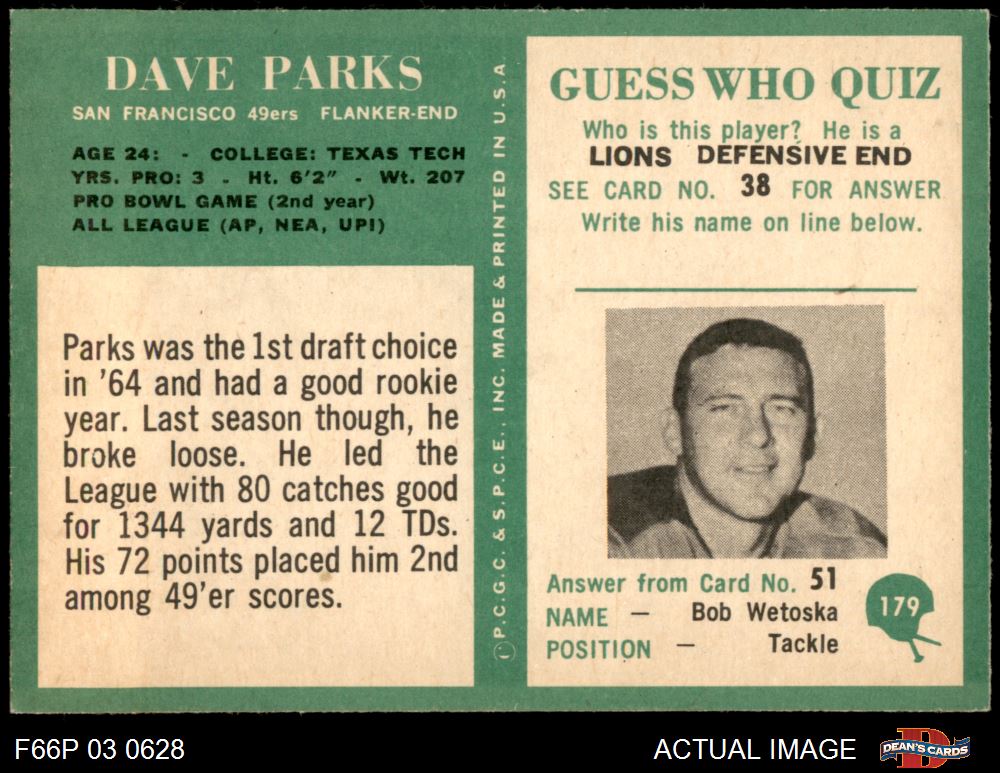 DAVE PARKS
SAN FRANCISCO 49ers FLANKER-END
AGE 24: - COLLEGE: TEXAS TECH
YRS. PRO: 3 - Ht. 6'2" - Wt. 207
PRO BOWL GAME (2nd year)
ALL LEAGUE (AP, NEA, UPI)
Parks was the 1st draft choice
in '64 and had a good rookie
year. Last season though, he
broke loose. He led the
League with 80 catches good
for 1344 yards and 12 TDs.
His 72 points placed him 2nd
among 49'er scores.
©P.C.G.C. & S.P.C.E., INC. MADE & PRINTED IN U.S.A.
GUESS WHO QUIZ
Who is this player? He is a
LIONS DEFENSIVE END
SEE CARD NO. 38 FOR ANSWER
Write his name on line below.
Answer from Card No. 51
NAME — Bob Wetoska
POSITION — Tackle
179
F66P 03 0628
ACTUAL IMAGE
D
DEAN'S CARDS